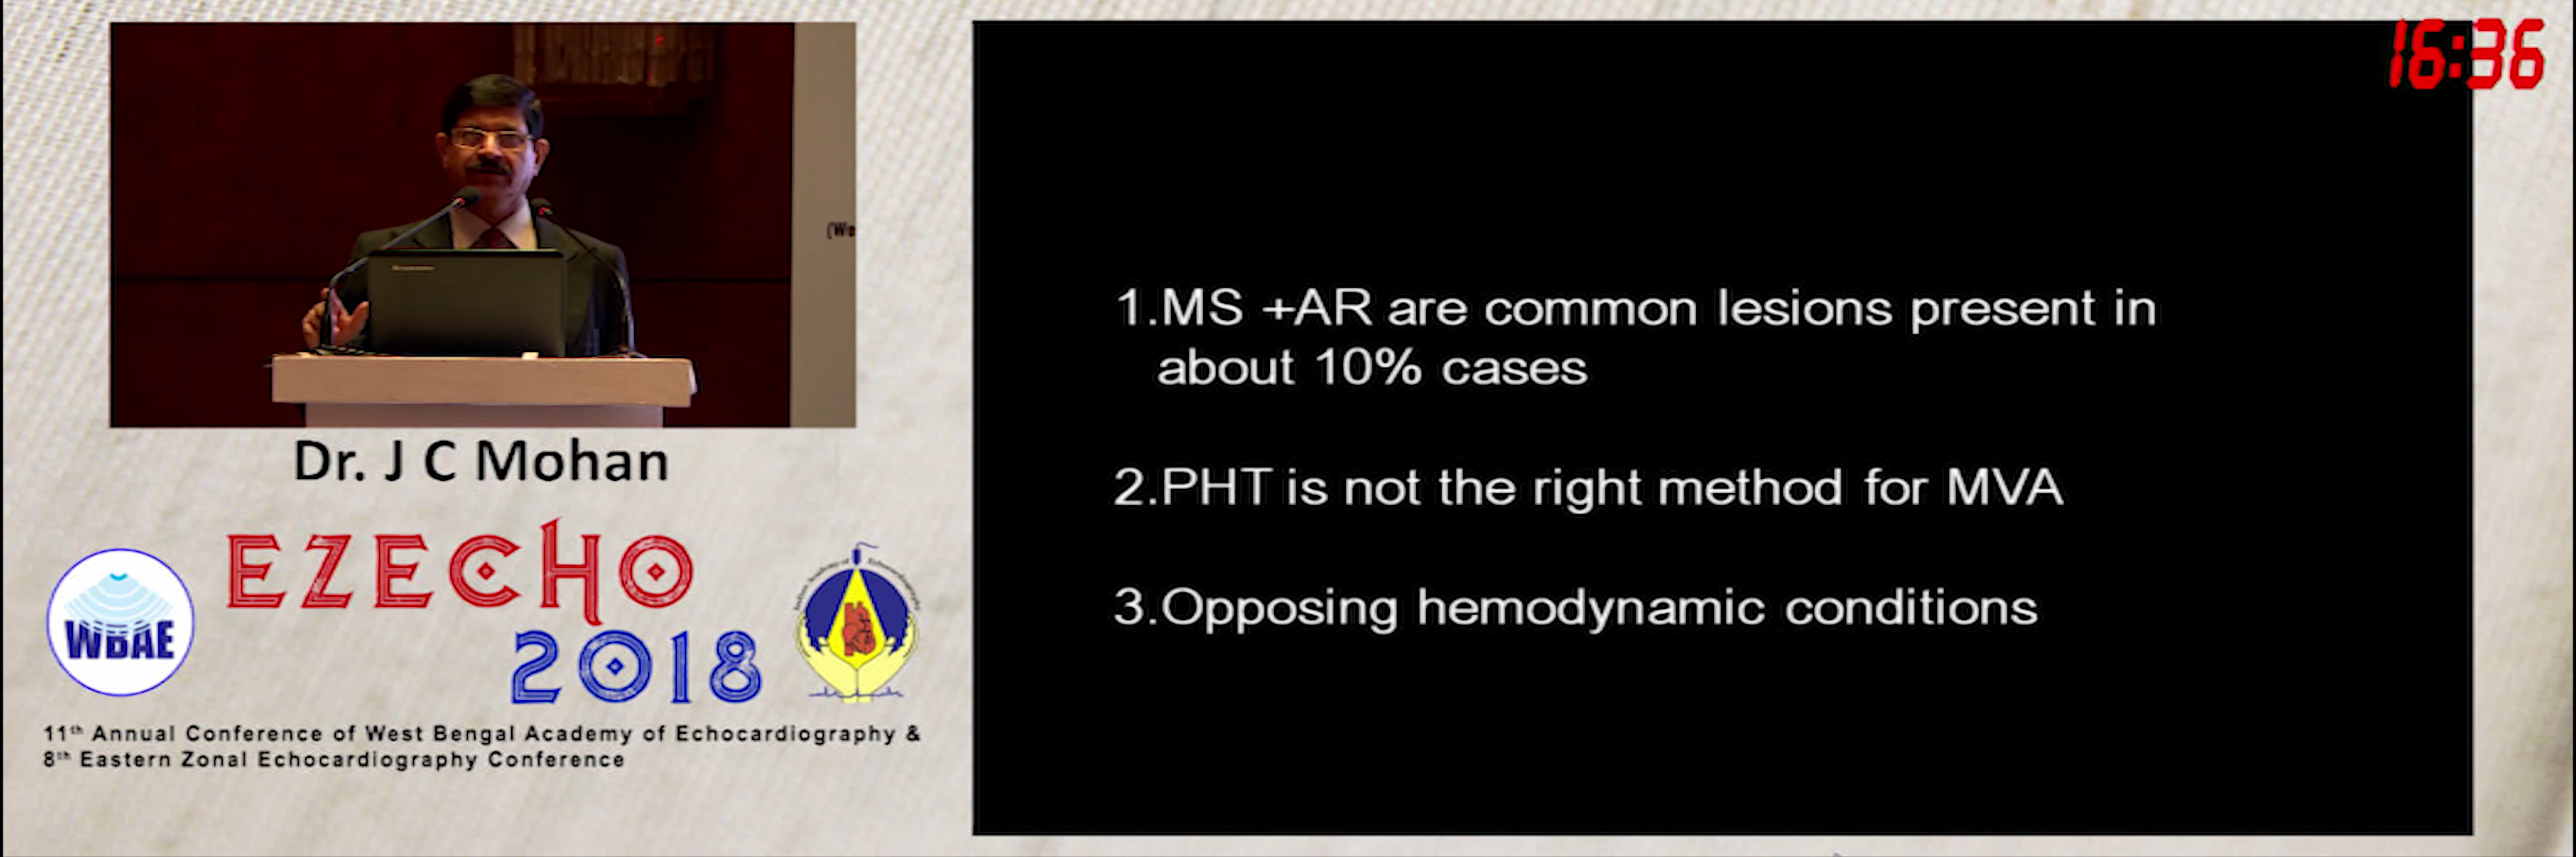 16:36
(We
1.MS +AR are common lesions present in
about 10% cases
2.PHT is not the right method for MVA
3.Opposing hemodynamic conditions
Dr. J C Mohan
EZECHO
2018
WBAE
11th Annual Conference of West Bengal Academy of Echocardiography &
8th Eastern Zonal Echocardiography Conference